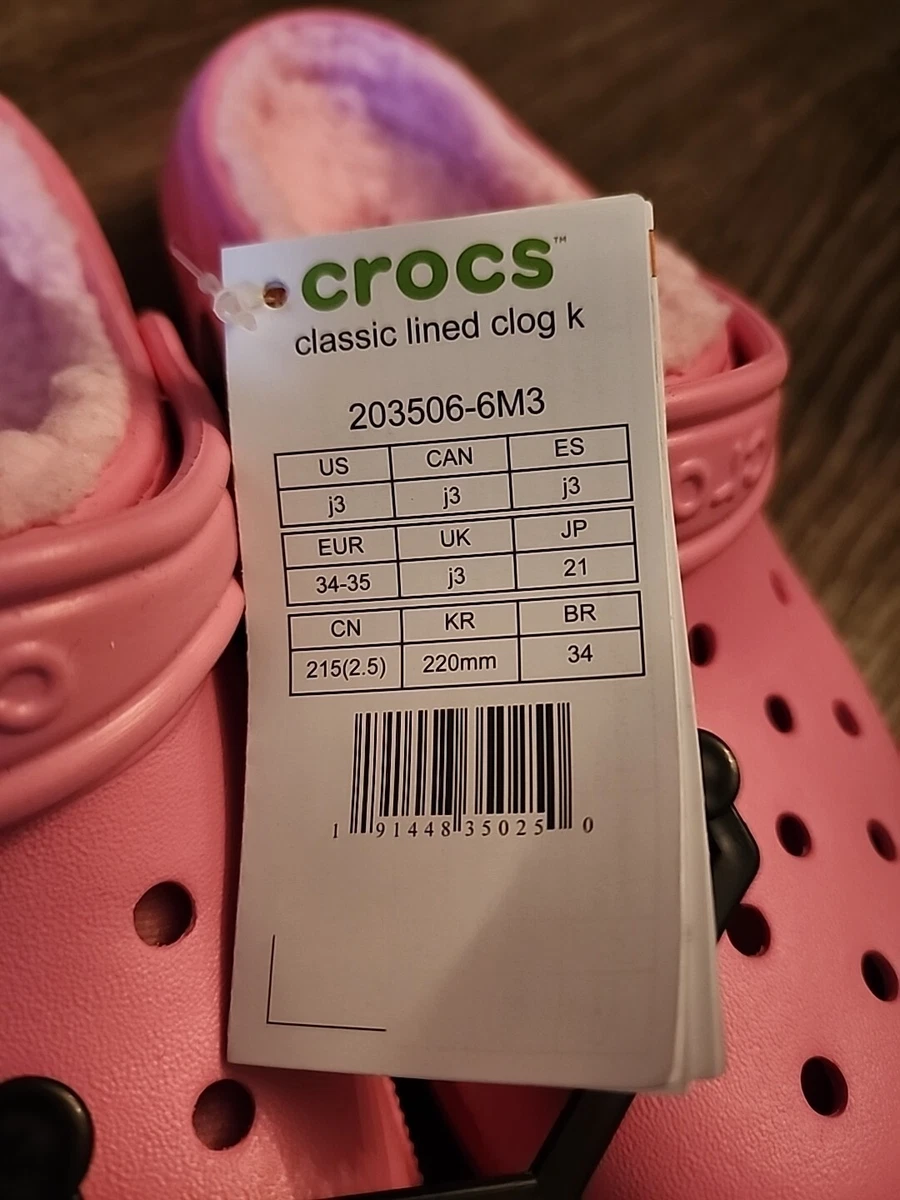 crocs™
classic lined clog k
203506-6M3
US CAN ES
j3 j3 j3
EUR UK JP
34-35 j3 21
CN KR BR
215(2.5) 220mm 34
1 91448 35025 0